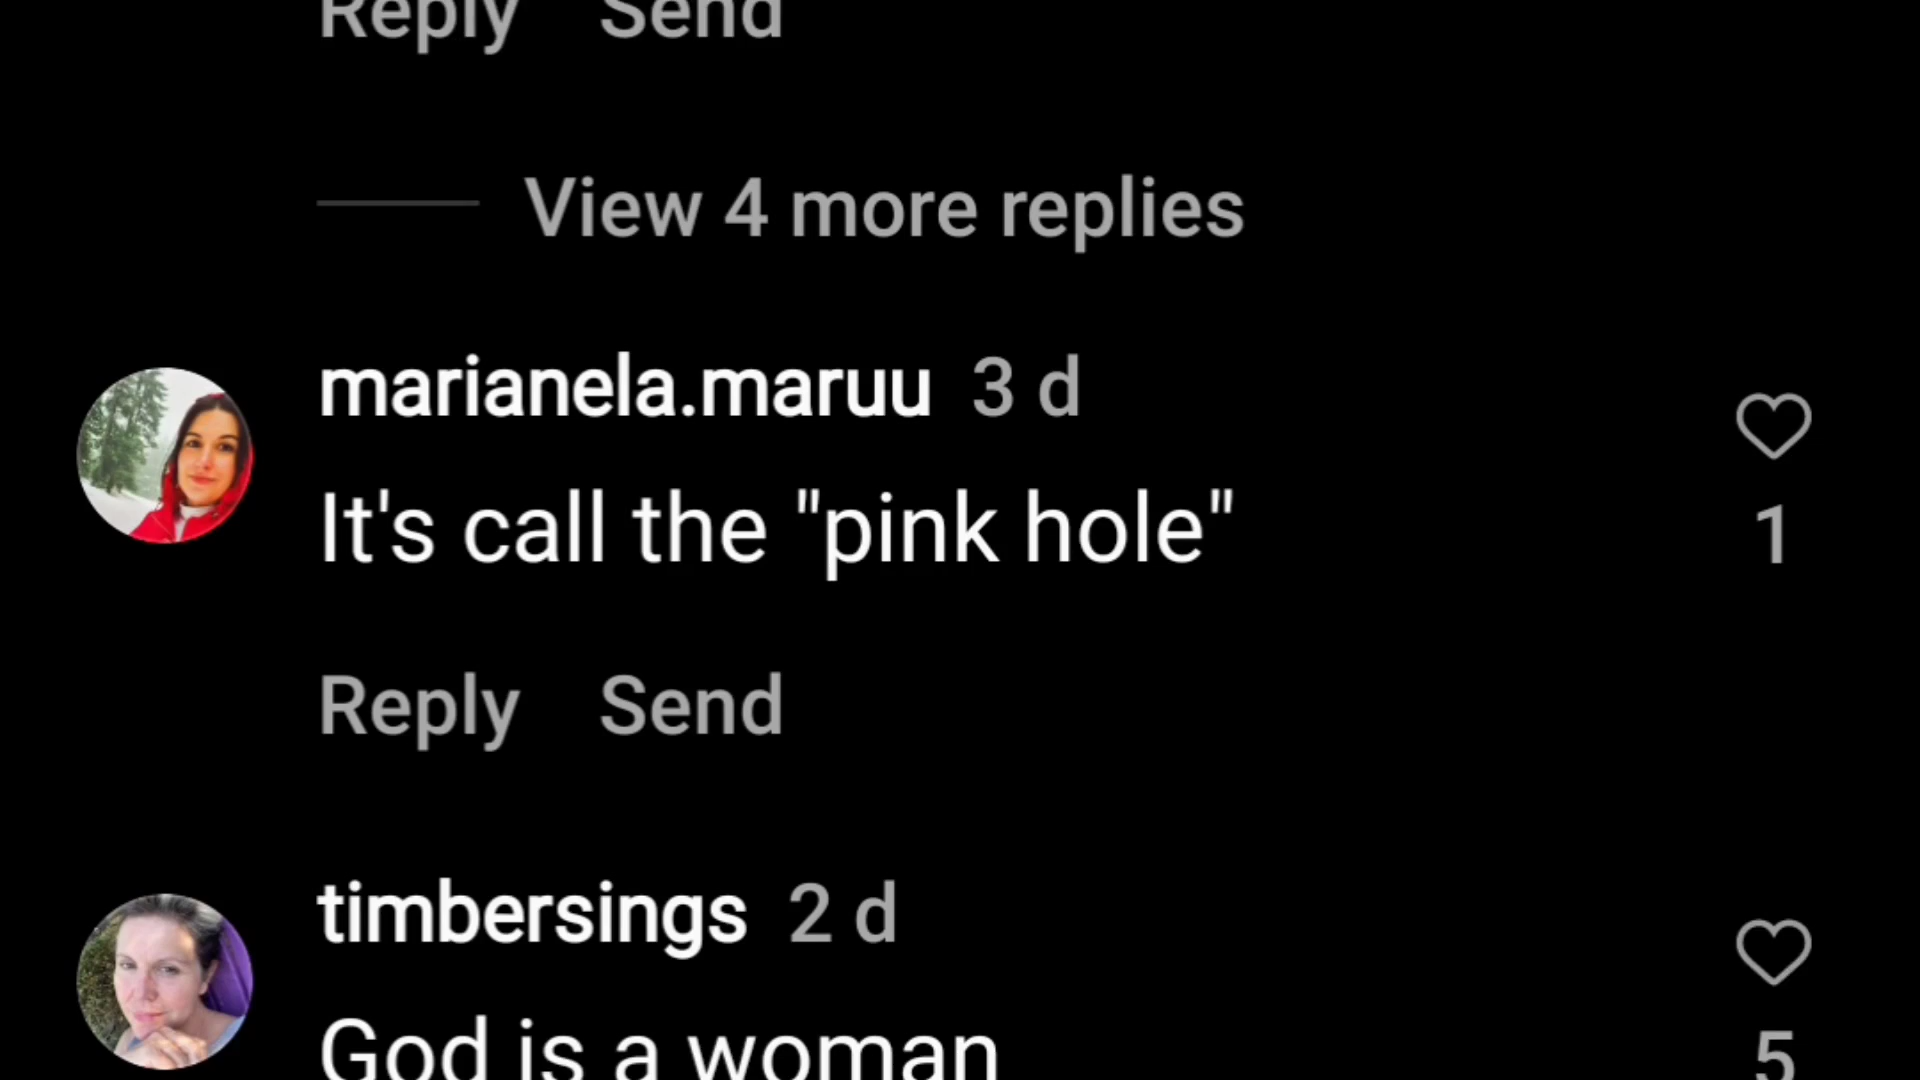 Reply Send
View 4 more replies
marianela.maruu 3 d
It's call the "pink hole"
1
Reply Send
timbersings 2 d
God is a woman
5